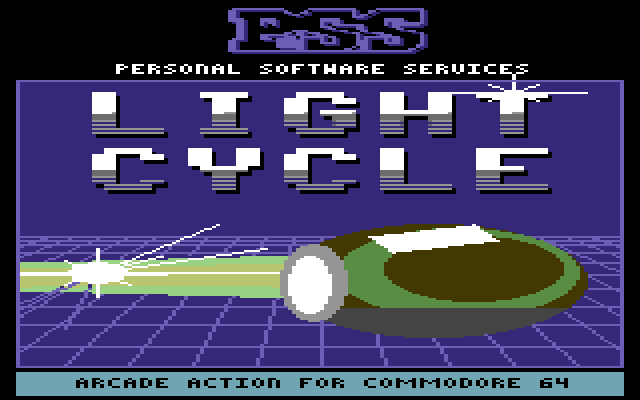 PSS
PERSONAL SOFTWARE SERVICES
LIGHT
CYCLE
ARCADE ACTION FOR COMMODORE 64